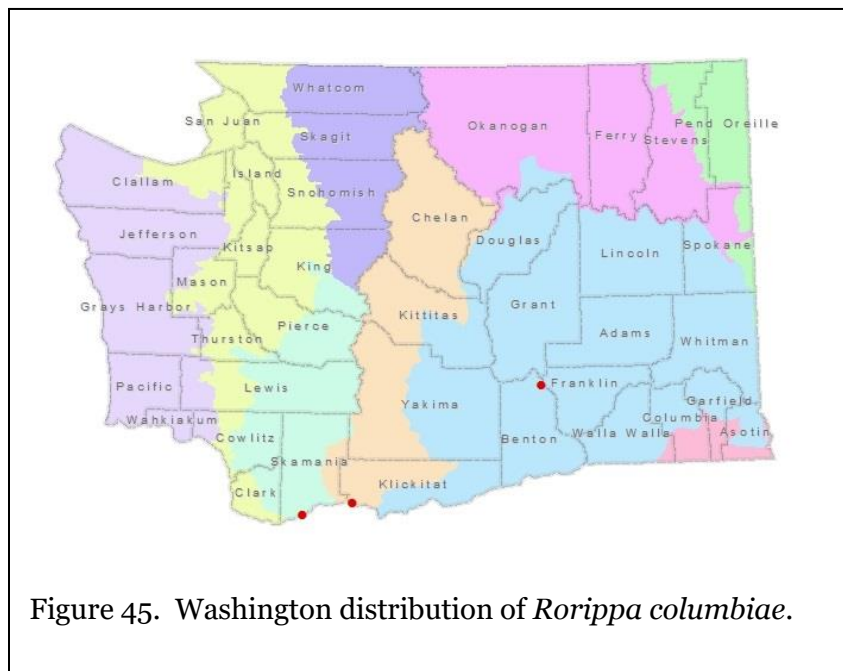 Whatcom
San Juan
Skagit
Okanogan
Ferry
Pend Oreille
Stevens
Island
Clallam
Snohomish
Chelan
Jefferson
Kitsap
Douglas
Lincoln
Spokane
King
Mason
Grays Harbor
Kittitas
Grant
Pierce
Adams
Thurston
Whitman
Pacific
Lewis
Franklin
Yakima
Garfield
Wahkiakum
Columbia
Cowlitz
Benton
Walla Walla
Asotin
Skamania
Klickitat
Clark
Figure 45. Washington distribution of Rorippa columbiae.